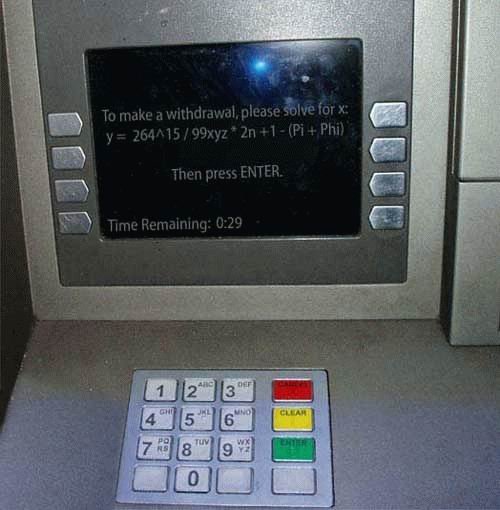 To make a withdrawal, please solve for x:
y = 264^15 / 99xyz * 2n +1 - (Pi + Phi)
Then press ENTER.
Time Remaining: 0:29
1 2 ABC 3 DEF CANCEL
4 GHI 5 JKL 6 MNO CLEAR
7 PQ RS 8 TUV 9 WX YZ ENTER
0